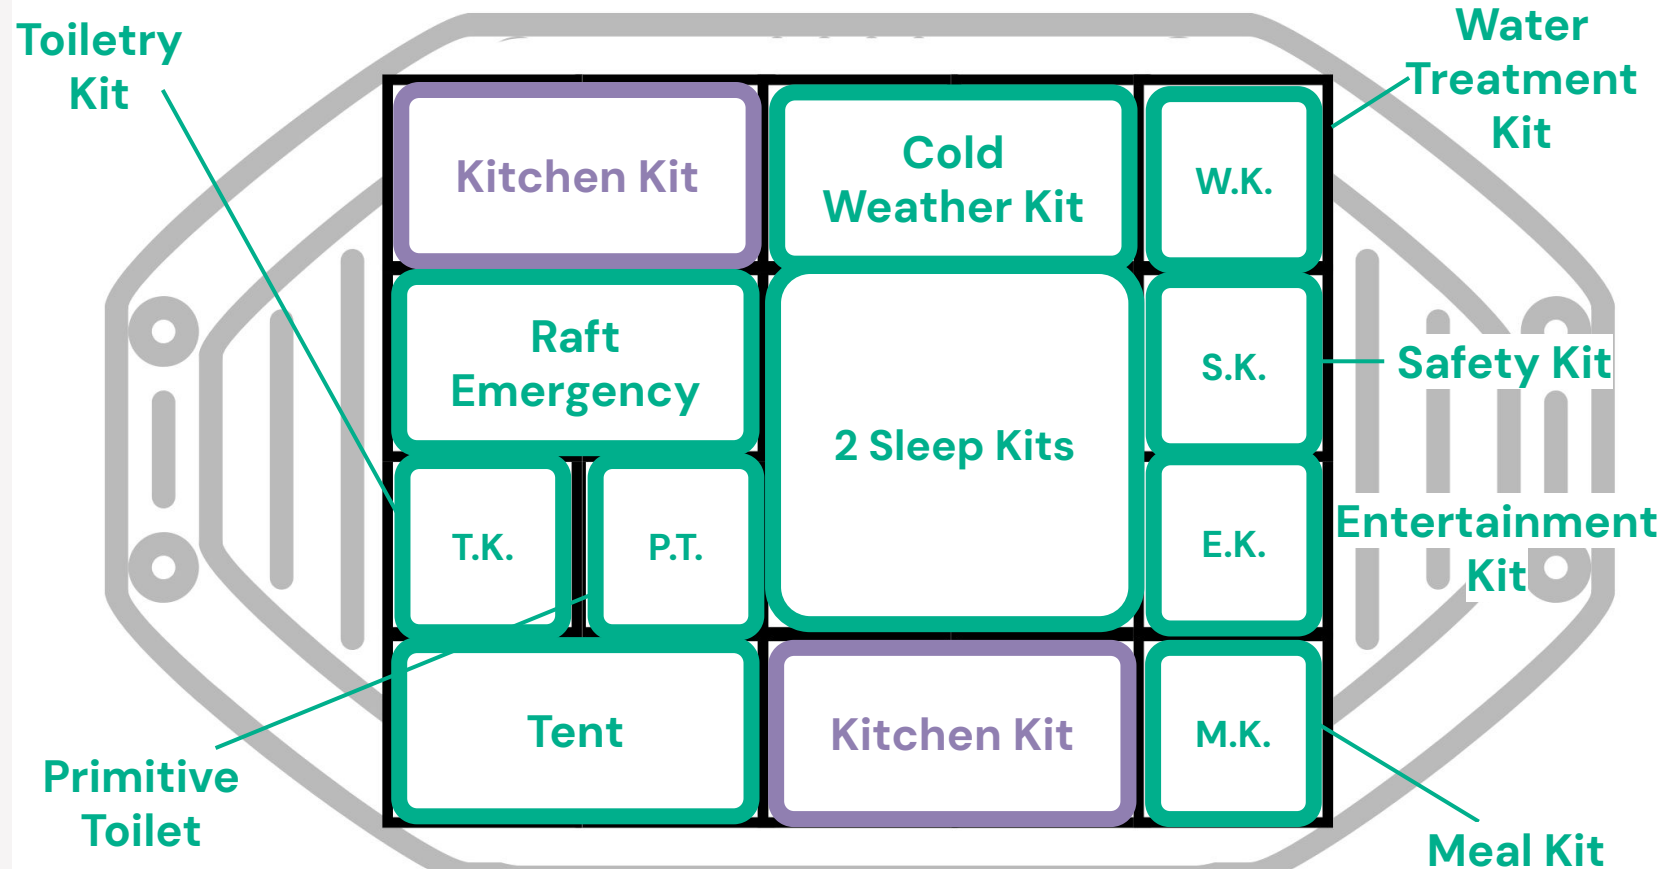 Toiletry
Kit
Water
Treatment
Kit
Kitchen Kit
Cold
Weather Kit
W.K.
Raft
Emergency
2 Sleep Kits
S.K.
Safety Kit
T.K.
P.T.
E.K.
Entertainment
Kit
Tent
Kitchen Kit
M.K.
Primitive
Toilet
Meal Kit